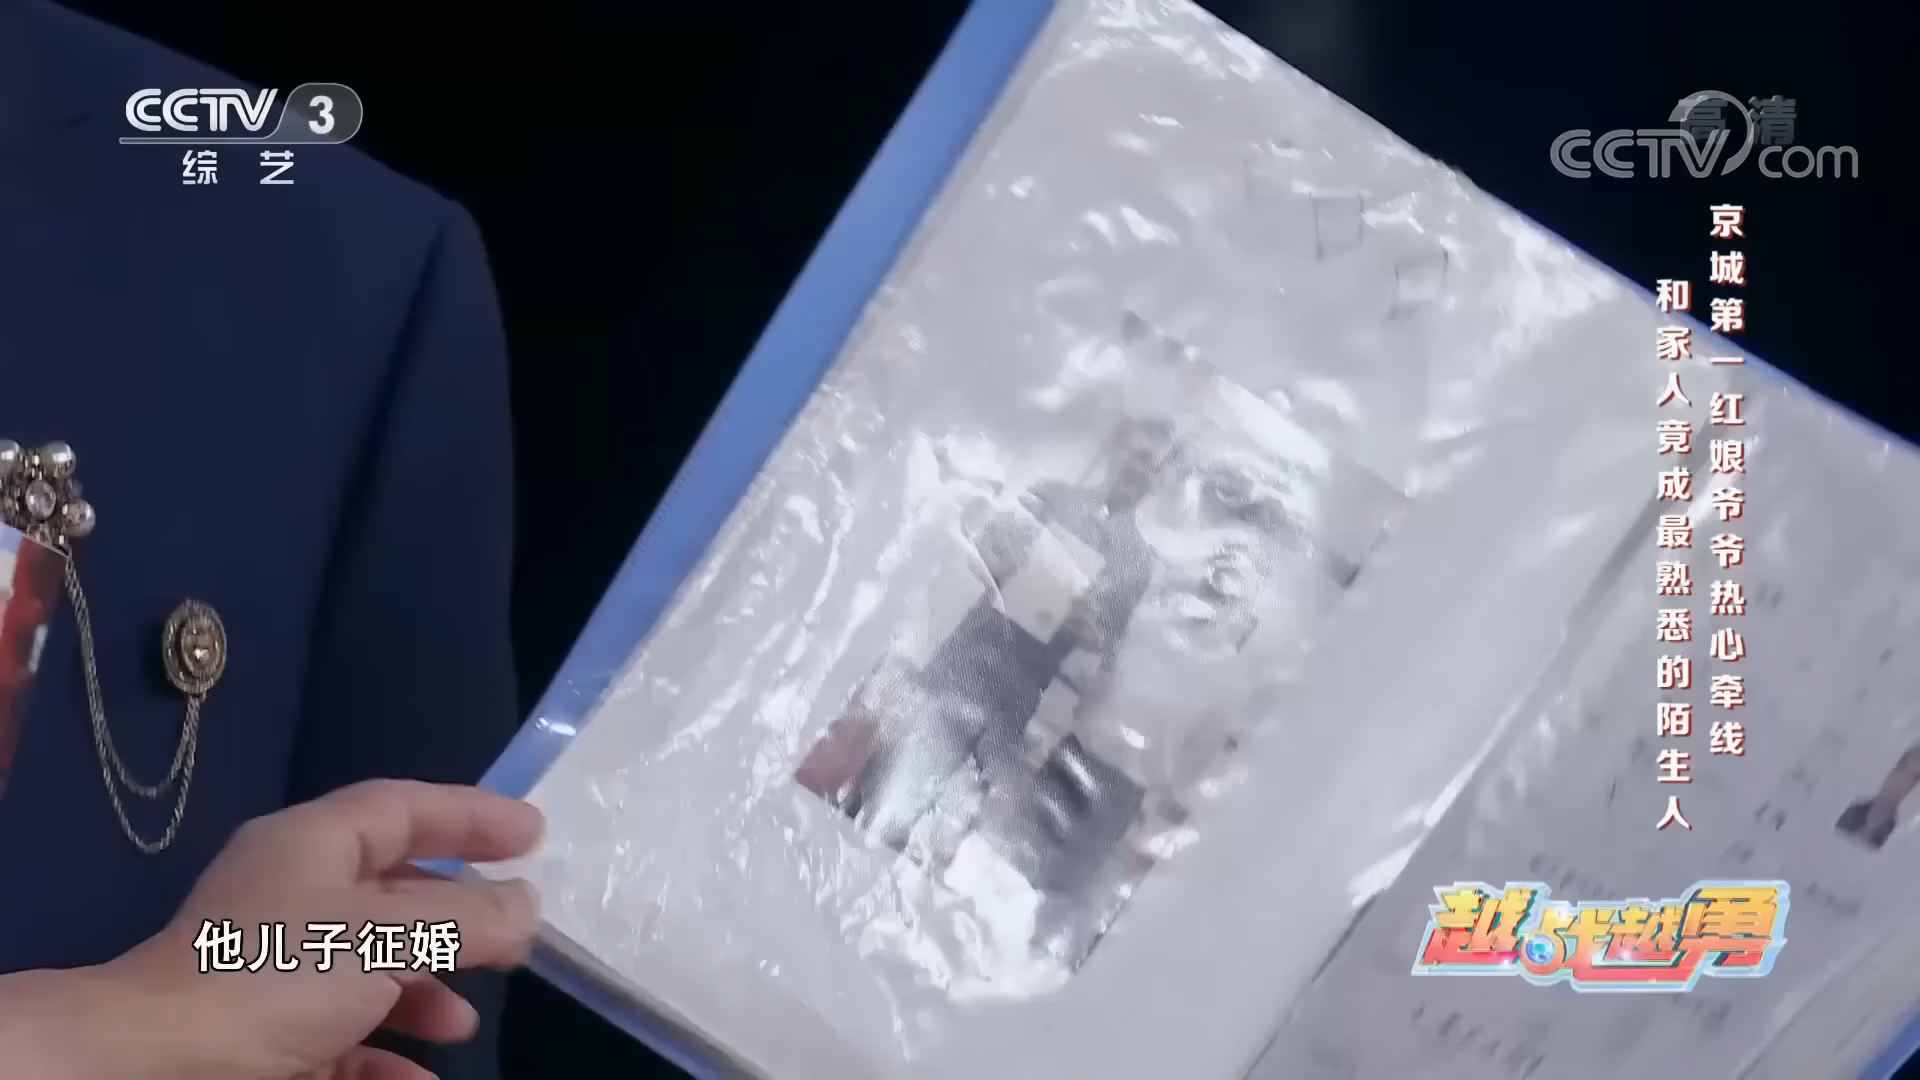 CCTV 3
综艺
高清
CCTV com
京城第一红娘爷爷热心牵线
和家人竟成最熟悉的陌生人
他儿子征婚
越战越勇